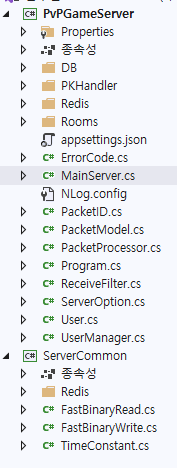 PvPGameServer
Properties
종속성
DB
PKHandler
Redis
Rooms
appsettings.json
C# ErrorCode.cs
C# MainServer.cs
NLog.config
C# PacketID.cs
C# PacketModel.cs
C# PacketProcessor.cs
C# Program.cs
C# ReceiveFilter.cs
C# ServerOption.cs
C# User.cs
C# UserManager.cs
C# ServerCommon
종속성
Redis
C# FastBinaryRead.cs
C# FastBinaryWrite.cs
C# TimeConstant.cs